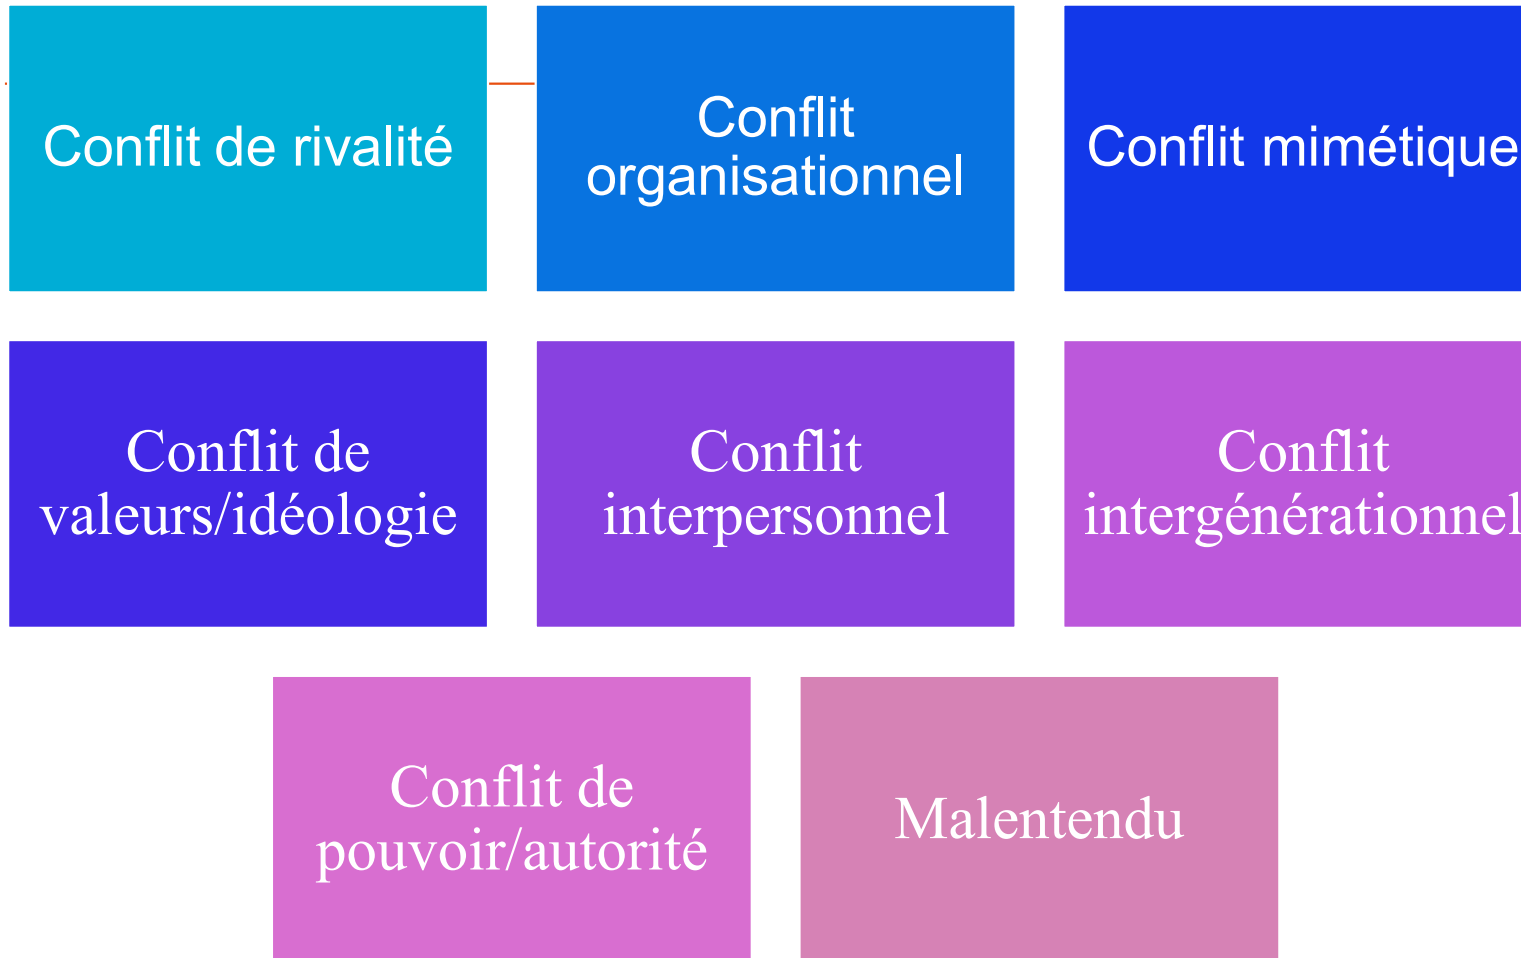 Conflit de rivalité
Conflit
organisationnel
Conflit mimétique
Conflit de
valeurs/idéologie
Conflit
interpersonnel
Conflit
intergénérationnel
Conflit de
pouvoir/autorité
Malentendu